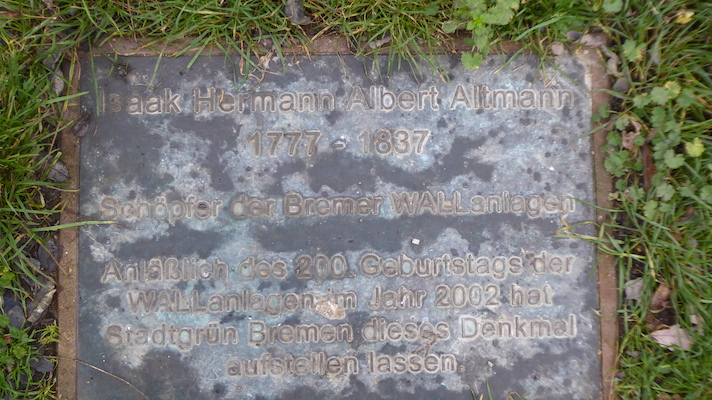 Isaak Hermann Albert Altmann
1777 - 1837
Schöpfer der Bremer WALLanlagen
Anläßlich des 200. Geburtstags der
WALLanlagen im Jahr 2002 hat
Stadtgrün Bremen dieses Denkmal
aufstellen lassen.